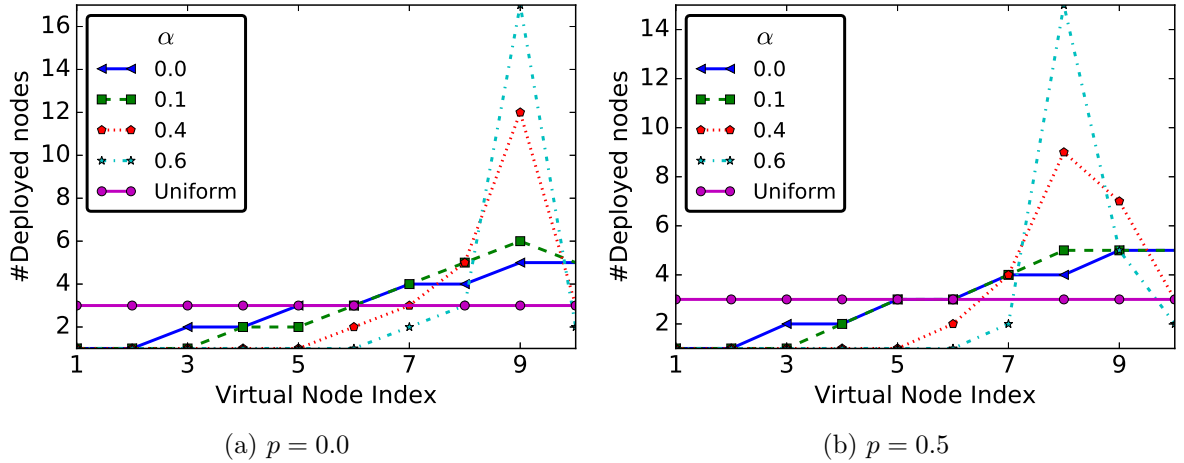 #Deployed nodes
16
14
12
10
8
6
4
2
α
0.0
0.1
0.4
0.6
Uniform
1 3 5 7 9
Virtual Node Index
(a) p = 0.0
#Deployed nodes
14
12
10
8
6
4
2
α
0.0
0.1
0.4
0.6
Uniform
1 3 5 7 9
Virtual Node Index
(b) p = 0.5